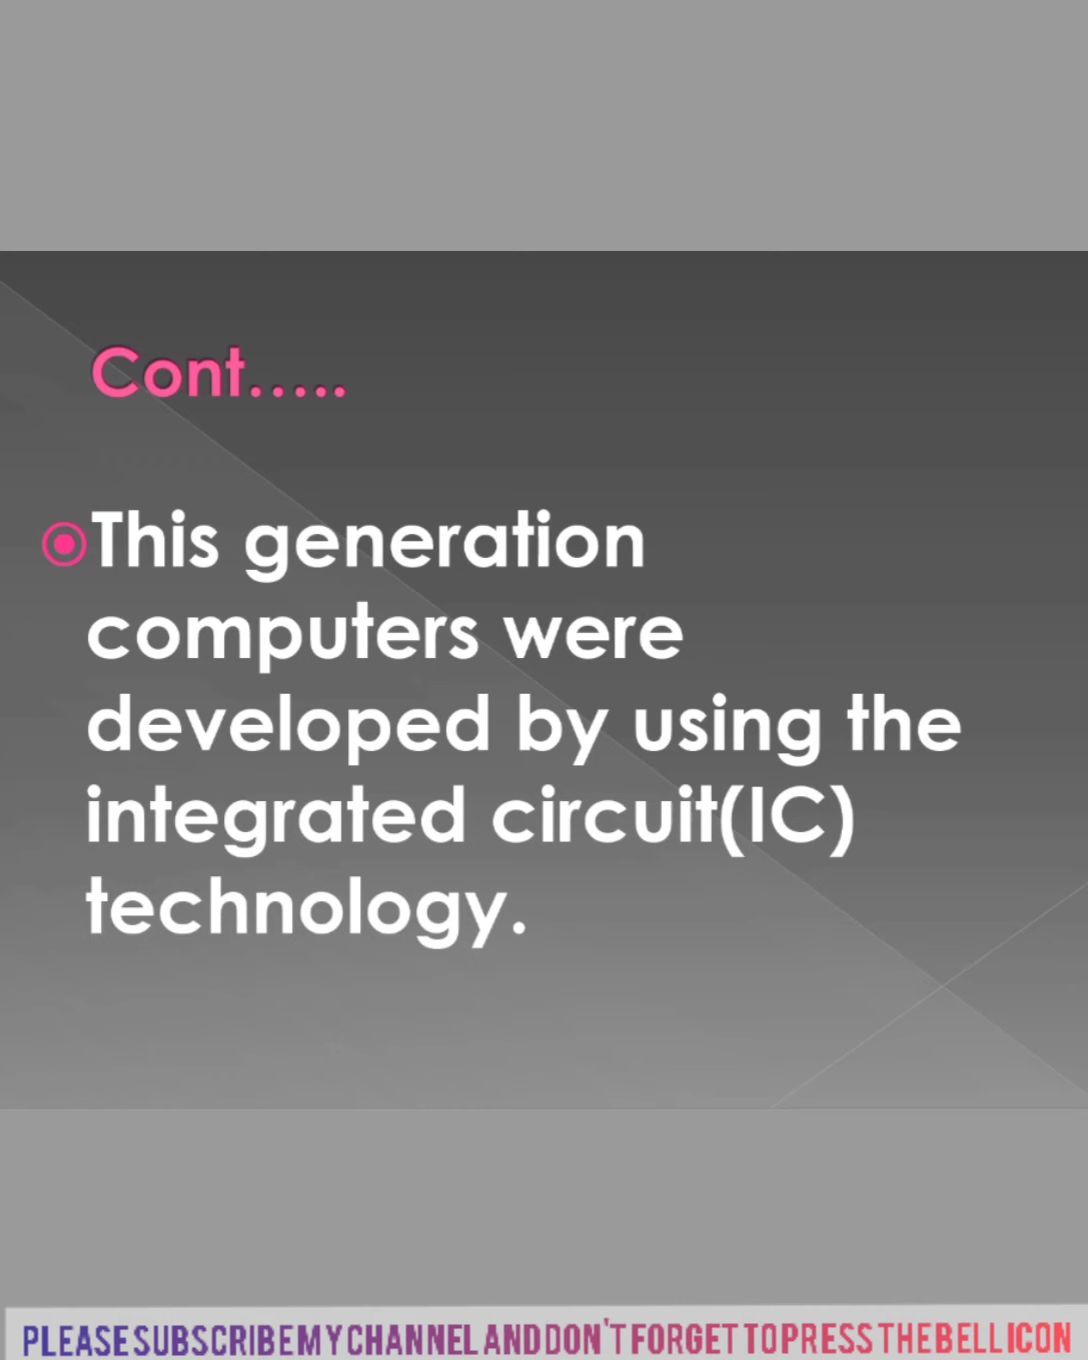 Cont.....
This generation
computers were
developed by using the
integrated circuit(IC)
technology.
PLEASE SUBSCRIBE MY CHANNEL AND DON'T FORGET TO PRESS THE BELL ICON